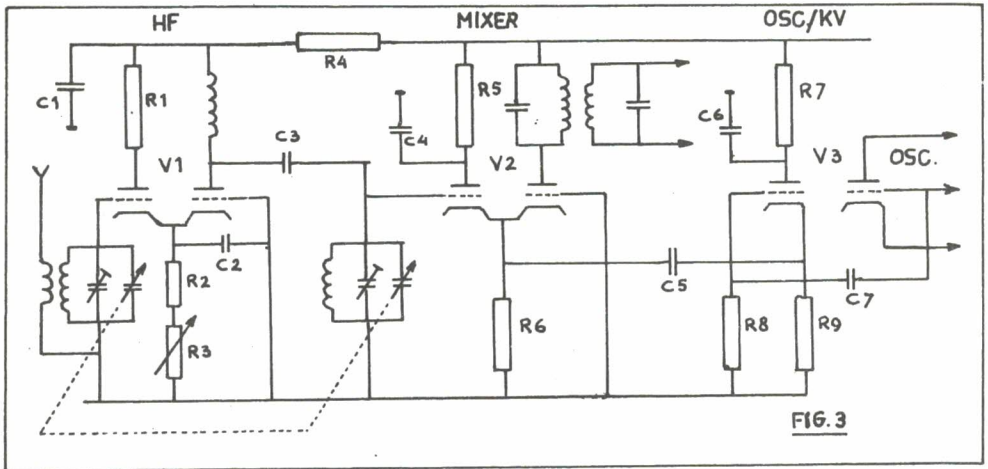 HF MIXER OSC/KV
R4
C1 R1 R5 C4 C6 R7
C3
V1 V2 V3 OSC.
C2
R2
C5 C7
R3 R6 R8 R9
FIG.3